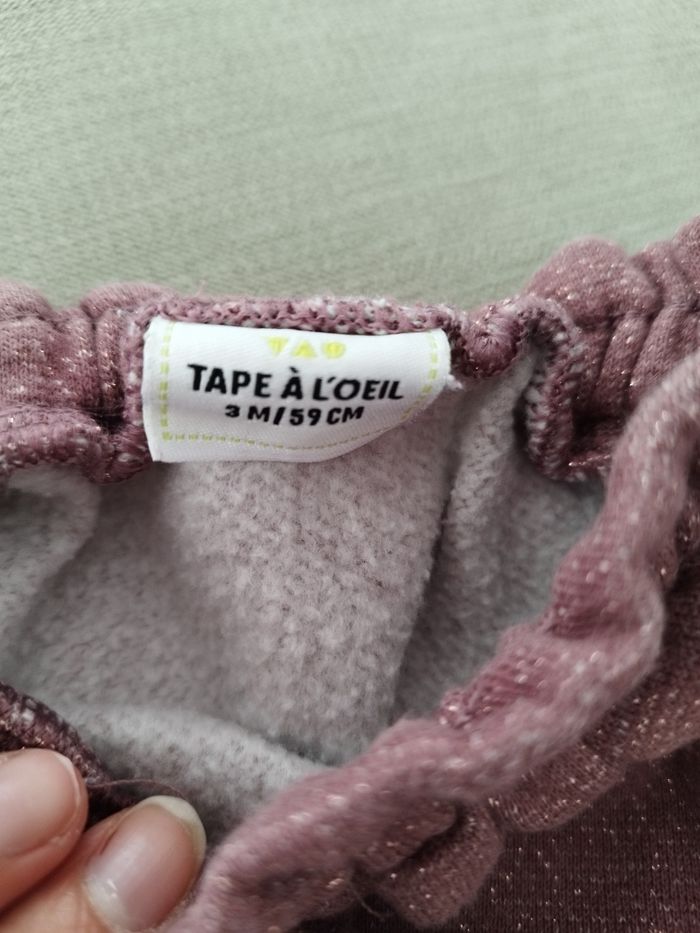 TAO
TAPE À L'OEIL
3 M/59 CM